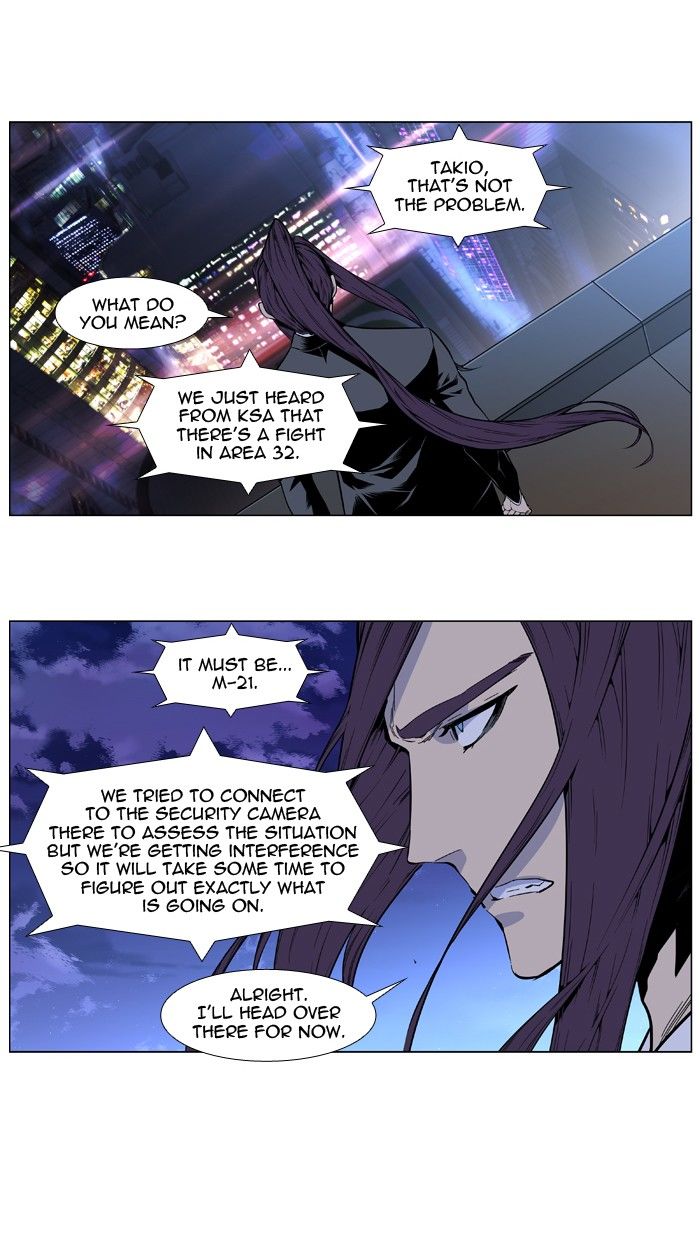 TAKIO,
THAT'S NOT
THE PROBLEM.
WHAT DO
YOU MEAN?
WE JUST HEARD
FROM KSA THAT
THERE'S A FIGHT
IN AREA 32.
IT MUST BE...
M-21.
WE TRIED TO CONNECT
TO THE SECURITY CAMERA
THERE TO ASSESS THE SITUATION
BUT WE'RE GETTING INTERFERENCE
SO IT WILL TAKE SOME TIME TO
FIGURE OUT EXACTLY WHAT
IS GOING ON.
ALRIGHT.
I'LL HEAD OVER
THERE FOR NOW.